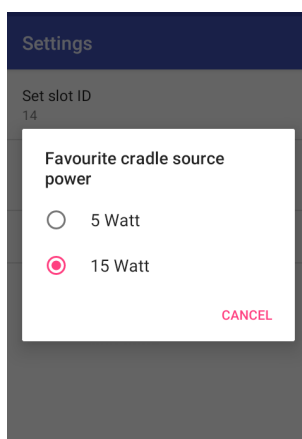 Settings
Set slot ID
14
Favourite cradle source
power
5 Watt
15 Watt
CANCEL